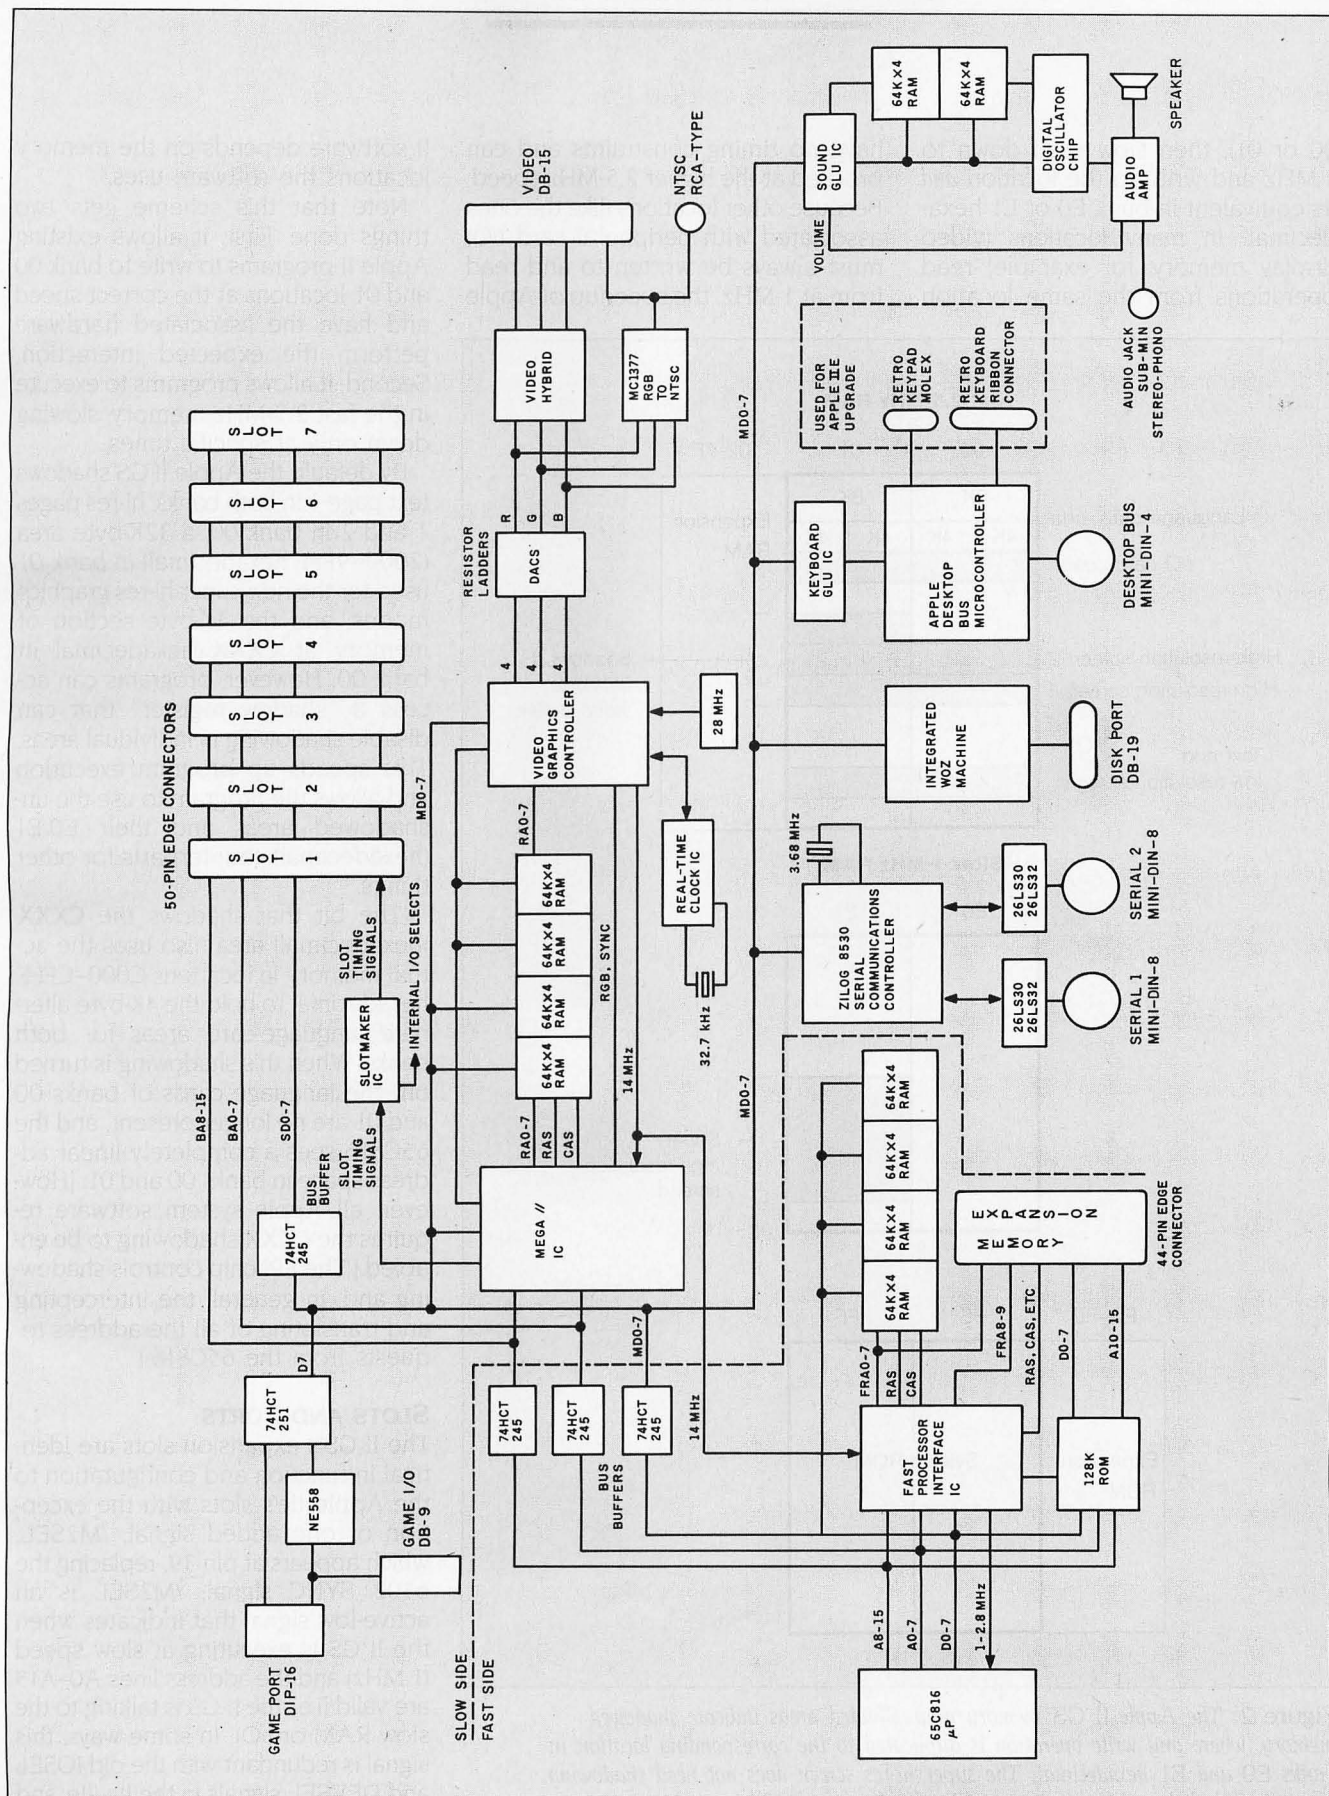 50-PIN EDGE CONNECTORS
SLOT 1
SLOT 2
SLOT 3
SLOT 4
SLOT 5
SLOT 6
SLOT 7
BA8-15
BA0-7
SD0-7
BUS BUFFER
SLOT
TIMING
SIGNALS
SLOTMAKER
IC
SLOT
TIMING
SIGNALS
INTERNAL I/O SELECTS
74HCT
245
D7
74HCT
251
NE558
GAME PORT
DIP-16
GAME I/O
DB-9
MD0-7
MEGA //
IC
RA0-7
RAS
CAS
64K×4
RAM
64K×4
RAM
64K×4
RAM
64K×4
RAM
RA0-7
RGB, SYNC
14 MHz
VIDEO
GRAPHICS
CONTROLLER
4
4
4
RESISTOR
LADDERS
DACS
R
G
B
VIDEO
HYBRID
MC1377
RGB
TO
NTSC
VIDEO
DB-15
NTSC
RCA-TYPE
28 MHz
REAL-TIME
CLOCK IC
32.7 kHz
SLOW SIDE
FAST SIDE
74HCT
245
74HCT
245
74HCT
245
BUS
BUFFERS
MD0-7
14 MHz
MD0-7
MD0-7
65C816
µP
A8-15
A0-7
D0-7
1-2.8 MHz
FAST
PROCESSOR
INTERFACE
IC
FRA0-7
RAS
CAS
64K×4
RAM
64K×4
RAM
64K×4
RAM
64K×4
RAM
FRA8-9
RAS, CAS, ETC
D0-7
A10-15
128K
ROM
EXPANSION
MEMORY
44-PIN EDGE
CONNECTOR
3.68 MHz
ZILOG 8530
SERIAL
COMMUNICATIONS
CONTROLLER
26LS30
26LS32
26LS30
26LS32
SERIAL 1
MINI-DIN-8
SERIAL 2
MINI-DIN-8
INTEGRATED
WOZ
MACHINE
DISK PORT
DB-19
KEYBOARD
GLU IC
APPLE
DESKTOP
BUS
MICROCONTROLLER
DESKTOP BUS
MINI-DIN-4
USED FOR
APPLE IIE
UPGRADE
RETRO
KEYPAD
MOLEX
RETRO
KEYBOARD
RIBBON
CONNECTOR
VOLUME
SOUND
GLU IC
64K×4
RAM
64K×4
RAM
DIGITAL
OSCILLATOR
CHIP
AUDIO
AMP
SPEAKER
AUDIO JACK
SUB-MIN
STEREO-PHONO